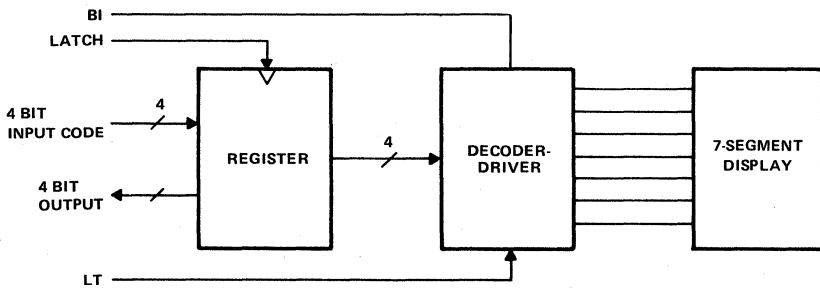 BI
LATCH
4 BIT
INPUT CODE
4
REGISTER
4 BIT
OUTPUT
4
DECODER-
DRIVER
7-SEGMENT
DISPLAY
LT